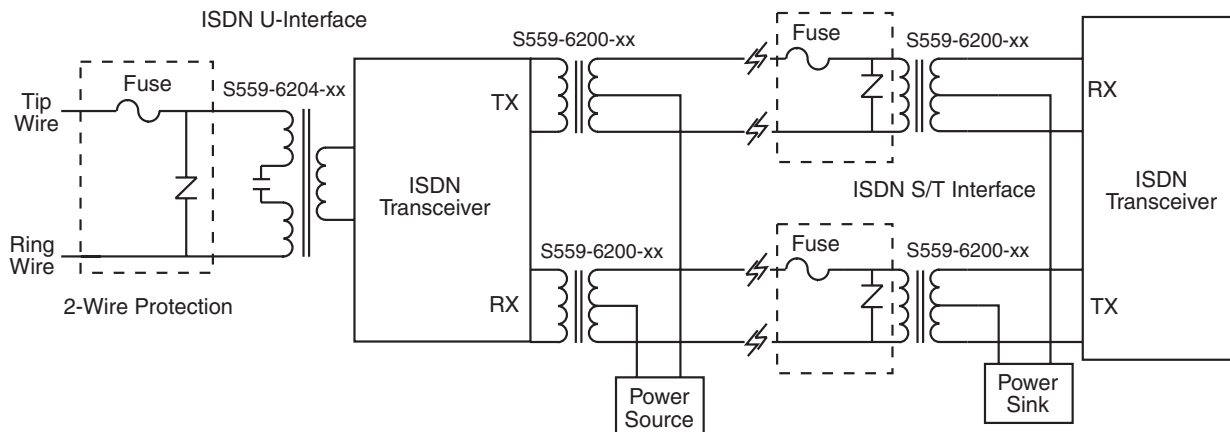 ISDN U-Interface
Fuse
S559-6204-xx
Tip
Wire
Ring
Wire
2-Wire Protection
ISDN
Transceiver
TX
RX
S559-6200-xx
S559-6200-xx
Power
Source
Fuse
S559-6200-xx
ISDN S/T Interface
Fuse
S559-6200-xx
RX
TX
ISDN
Transceiver
Power
Sink